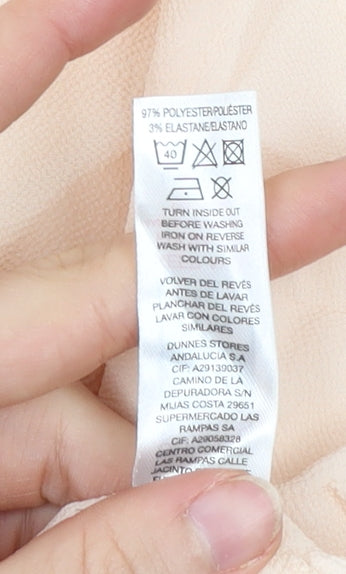 97% POLYESTER/POLIÉSTER
3% ELASTANE/ELASTANO
40
TURN INSIDE OUT
BEFORE WASHING
IRON ON REVERSE
WASH WITH SIMILAR
COLOURS
VOLVER DEL REVÉS
ANTES DE LAVAR
PLANCHAR DEL REVÉS
LAVAR CON COLORES
SIMILARES
DUNNES STORES
ANDALUCIA S.A
CIF: A29139037
CAMINO DE LA
DEPURADORA S/N
MIJAS COSTA 29651
SUPERMERCADO LAS
RAMPAS SA
CIF: A29058328
CENTRO COMERCIAL
LAS RAMPAS CALLE
JACINTO